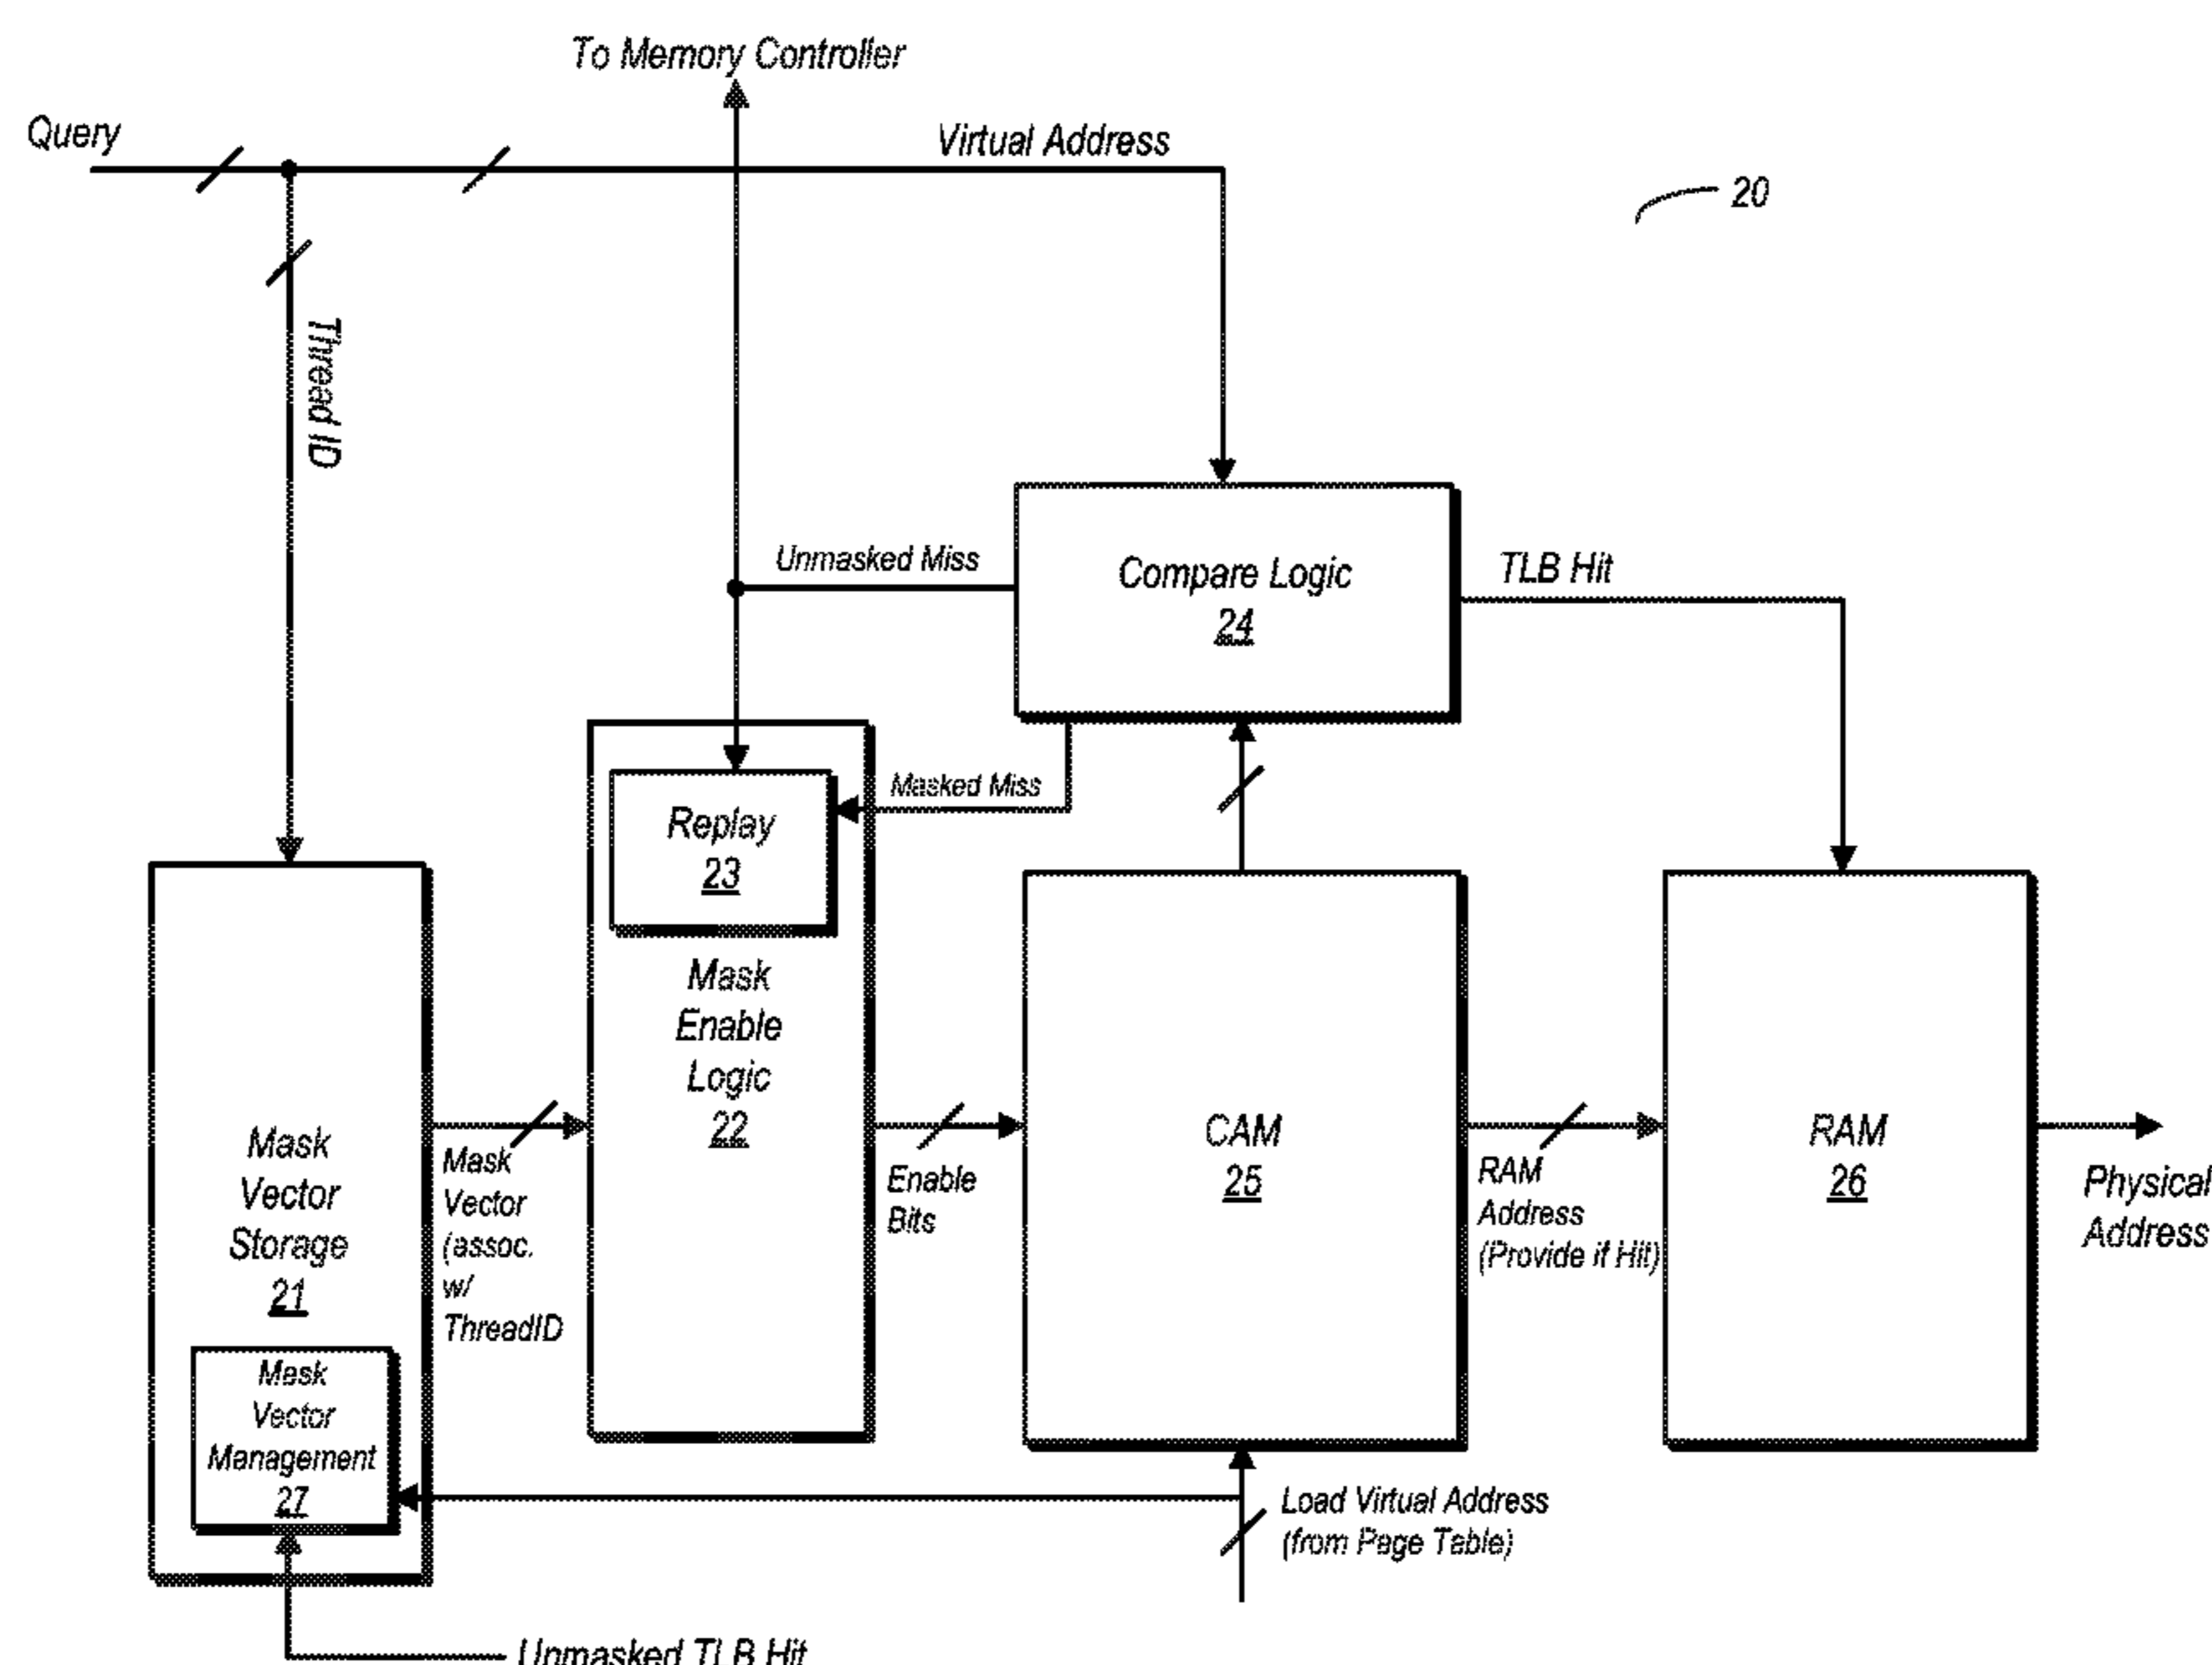 To Memory Controller
Query
Virtual Address
20
Thread ID
Unmasked Miss
Compare Logic
24
TLB Hit
Masked Miss
Replay
23
Mask
Enable
Logic
22
Mask
Vector
Storage
21
Mask
Vector
(assoc.
w/
ThreadID
Enable
Bits
CAM
25
RAM
Address
(Provide if Hit)
RAM
26
Physical
Address
Mask
Vector
Management
27
Load Virtual Address
(from Page Table)
Unmasked TLB Hit